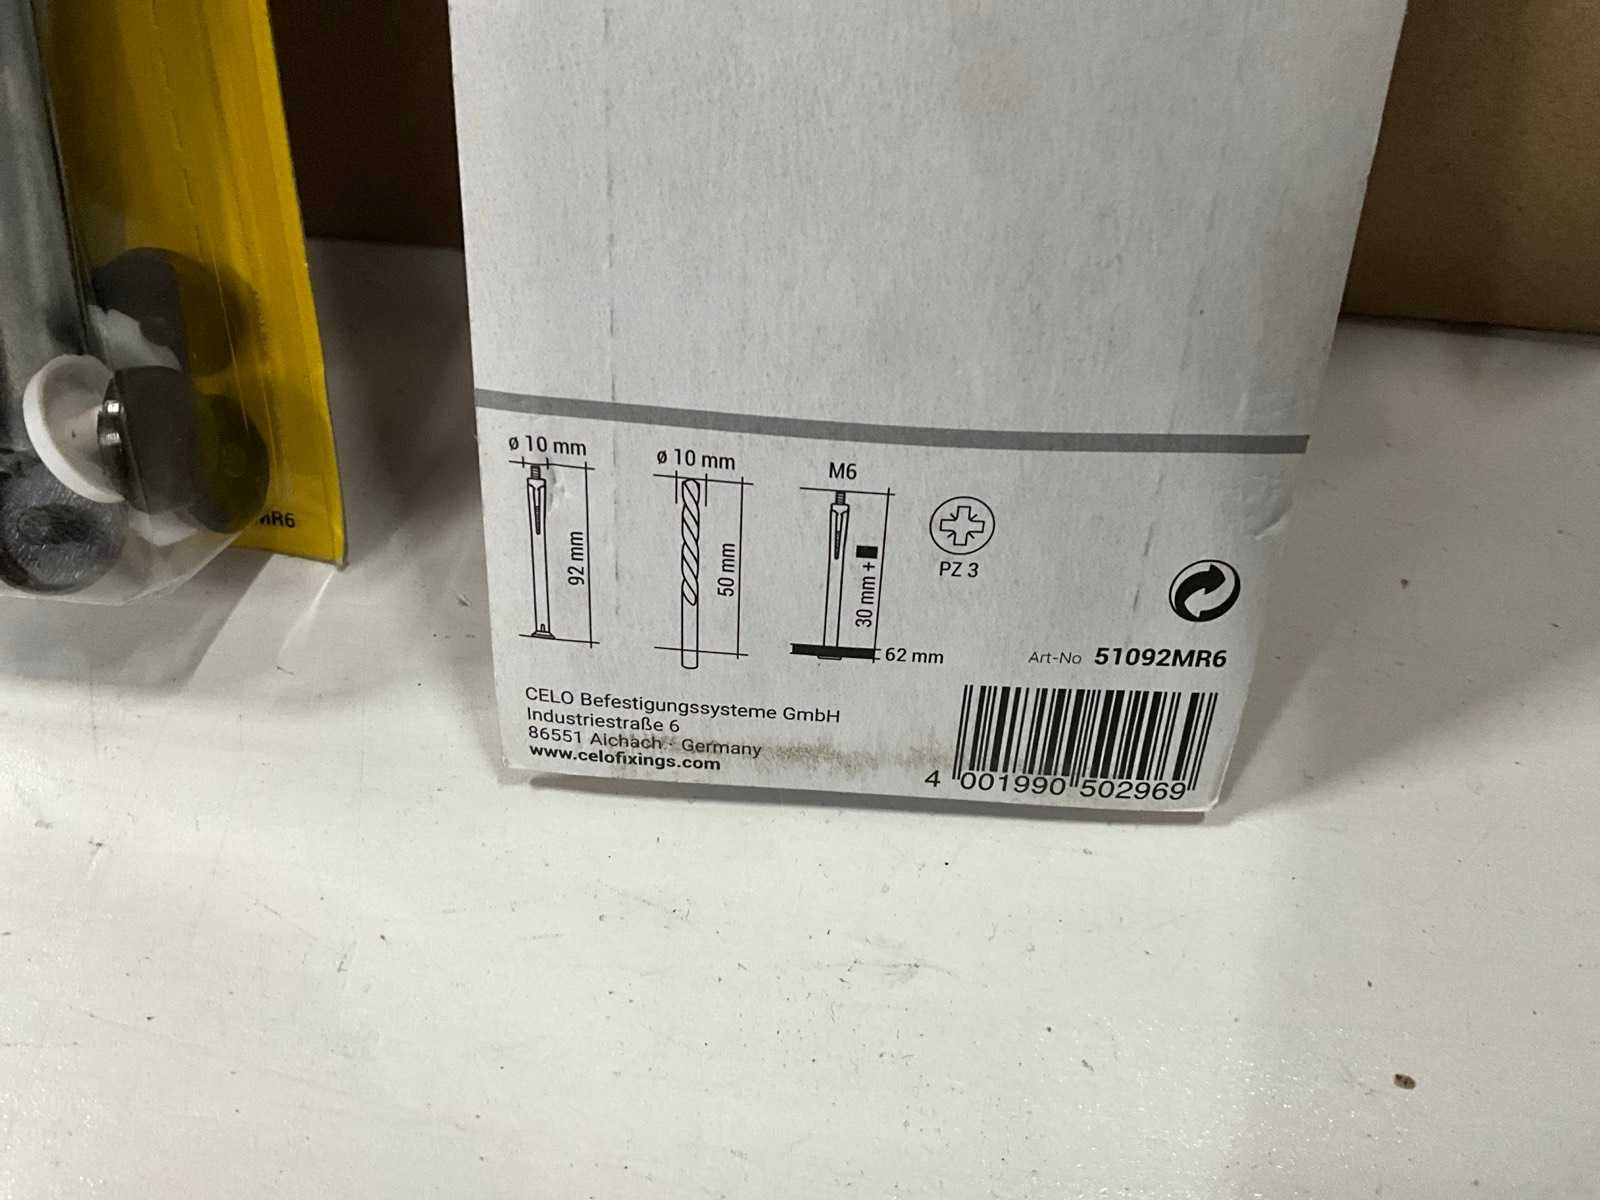 ø 10 mm
92 mm
ø 10 mm
50 mm
M6
30 mm +
62 mm
PZ 3
Art-No 51092MR6
CELO Befestigungssysteme GmbH
Industriestraße 6
86551 Aichach · Germany
www.celofixings.com
4 001990 502969
MR6